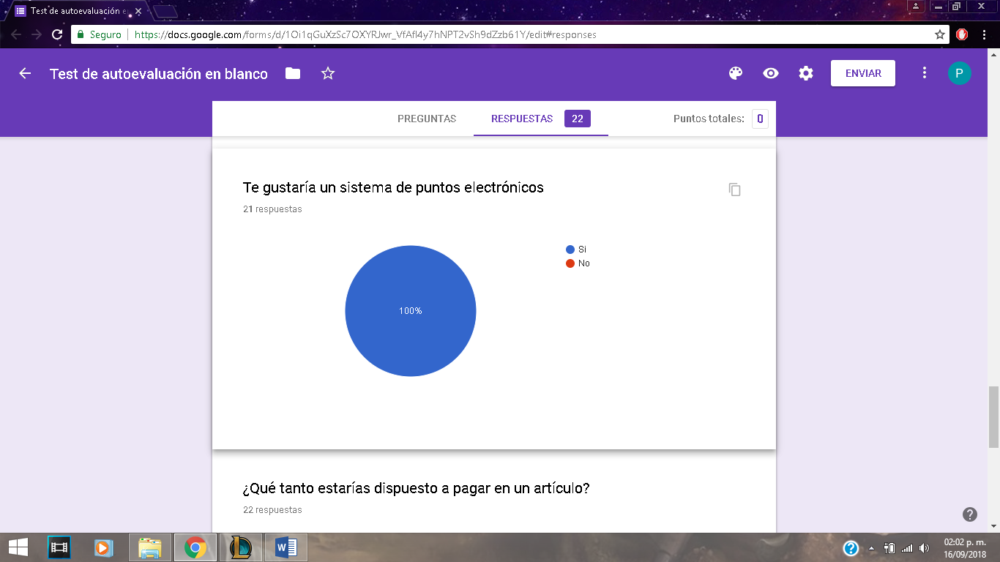 Test de autoevaluación e
Seguro
https://docs.google.com/forms/d/1Oi1qGuXzSc7OXYRJwr_VfAfl4y7hNPT2vSh9dZzb61Y/edit#responses
Test de autoevaluación en blanco
ENVIAR
P
PREGUNTAS
RESPUESTAS
22
Puntos totales:
0
Te gustaría un sistema de puntos electrónicos
21 respuestas
100%
Si
No
¿Qué tanto estarías dispuesto a pagar en un artículo?
22 respuestas
02:02 p. m.
16/09/2018